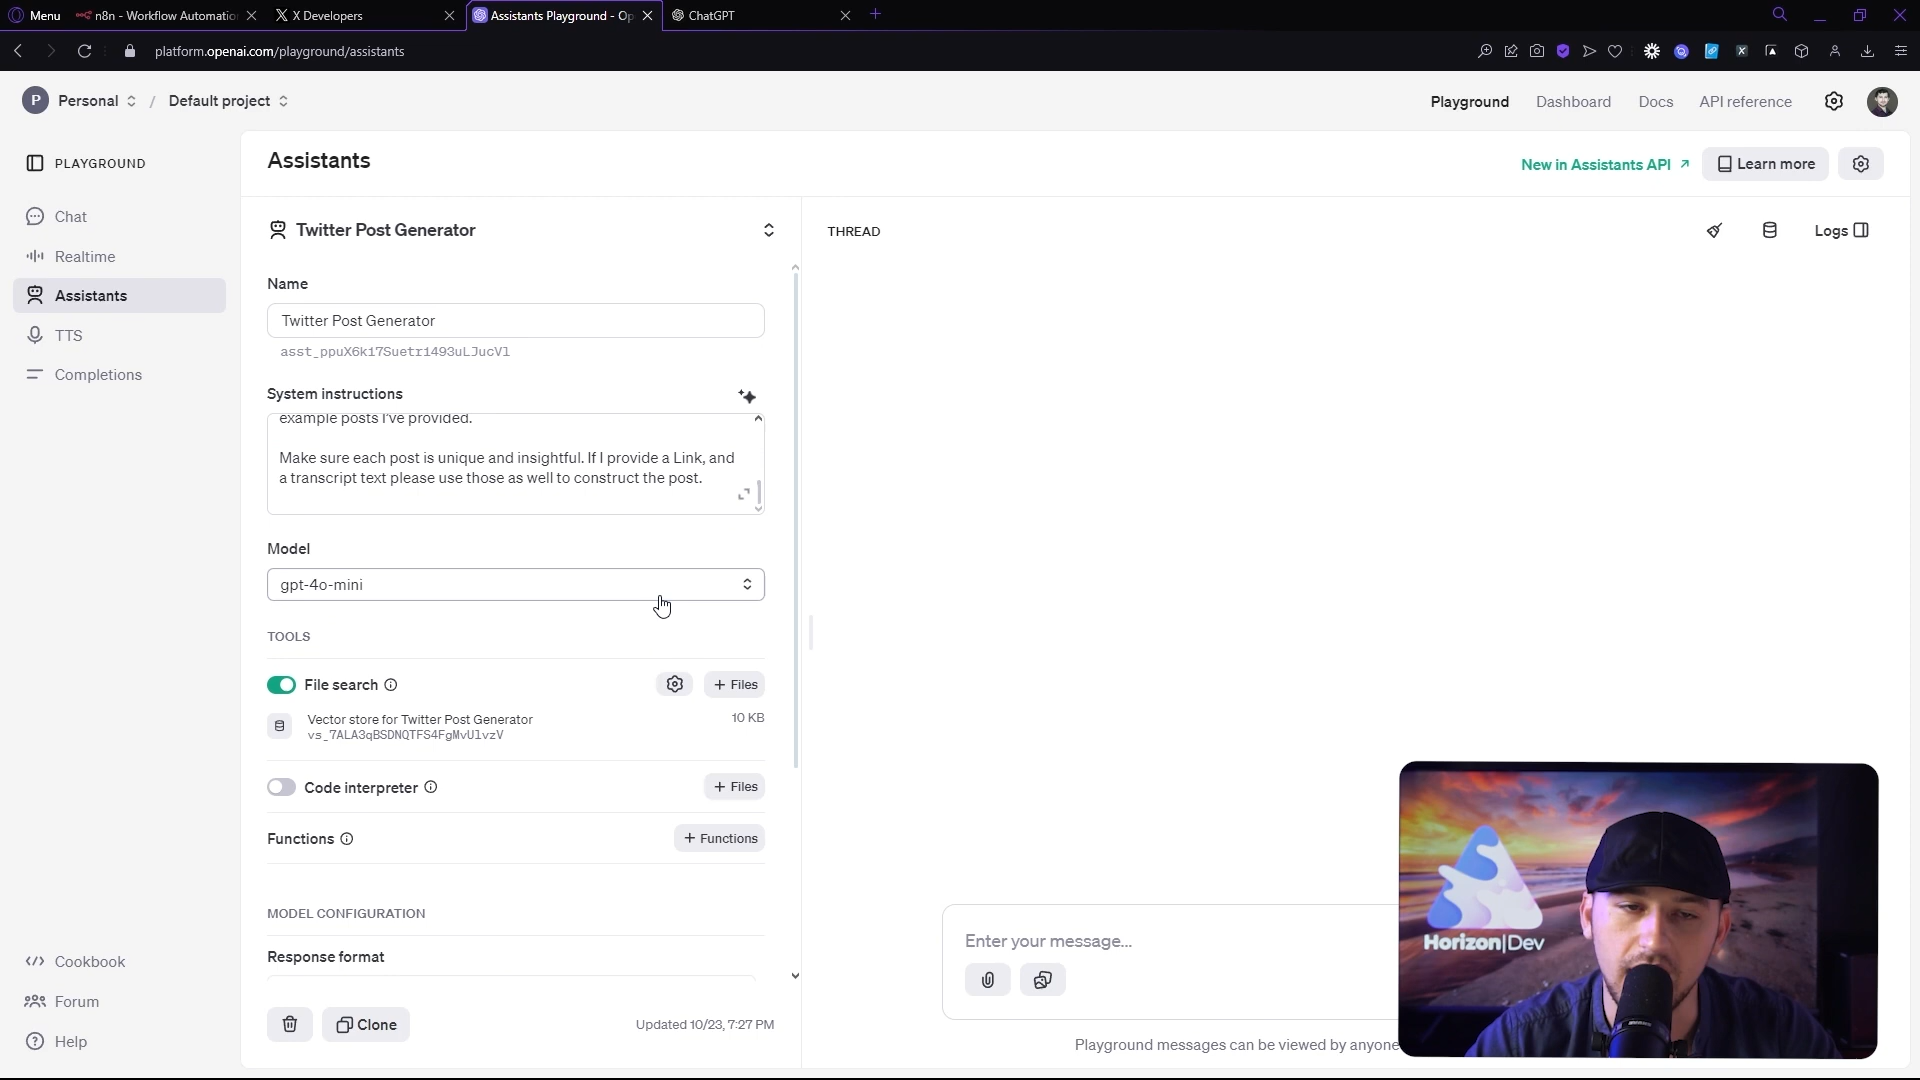 Menu
n8n - Workflow Automatio
X Developers
Assistants Playground - Op
ChatGPT
platform.openai.com/playground/assistants
P Personal / Default project
Playground
Dashboard
Docs
API reference
PLAYGROUND
Chat
Realtime
Assistants
TTS
Completions
Cookbook
Forum
Help
Assistants
New in Assistants API
Learn more
Twitter Post Generator
Name
Twitter Post Generator
asst_ppuX6k17Suetr1493uLJucVl
System instructions
example posts I've provided.
Make sure each post is unique and insightful. If I provide a Link, and
a transcript text please use those as well to construct the post.
Model
gpt-4o-mini
TOOLS
File search
+ Files
Vector store for Twitter Post Generator
10 KB
vs_7ALA3qBSDNQTFS4FgMvUlvzV
Code interpreter
+ Files
Functions
+ Functions
MODEL CONFIGURATION
Response format
Clone
Updated 10/23, 7:27 PM
THREAD
Logs
Enter your message...
Playground messages can be viewed by anyone
Horizon|Dev